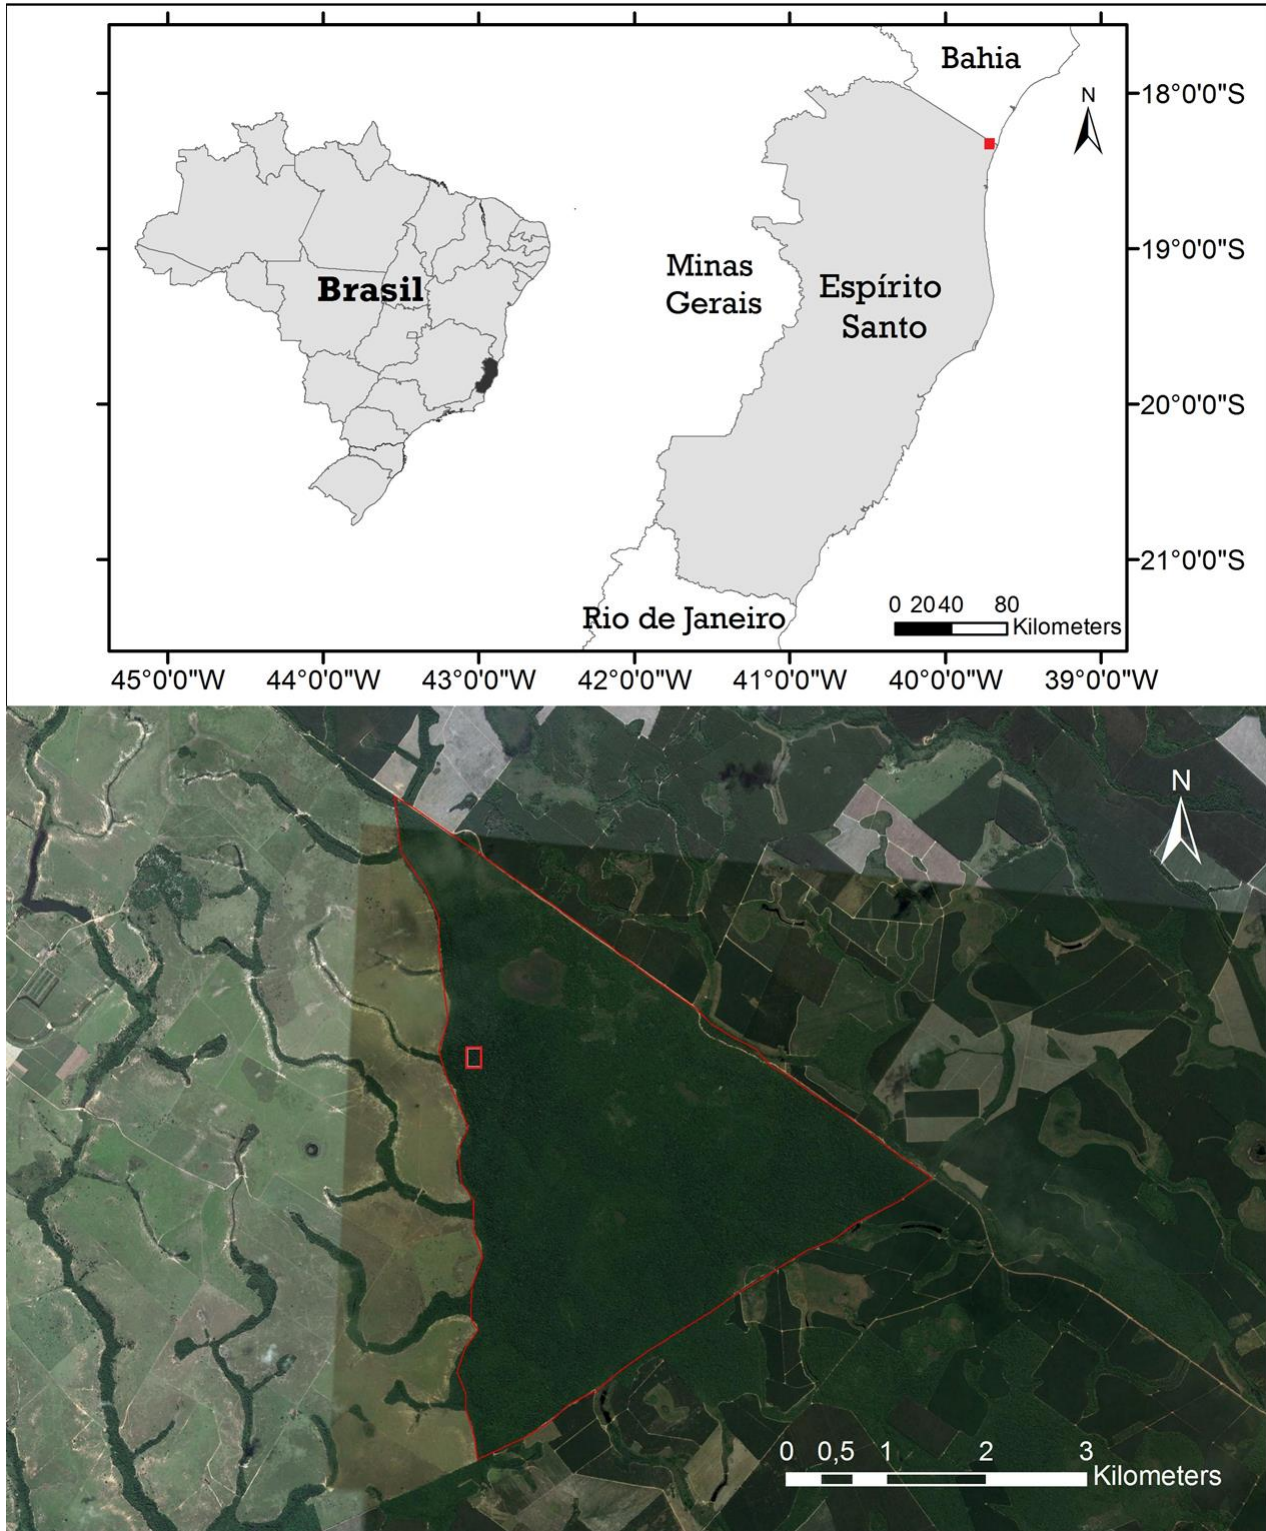 Bahia
18°0'0"S
N
Brasil
19°0'0"S
Minas
Gerais
Espírito
Santo
20°0'0"S
21°0'0"S
Rio de Janeiro
0 20 40 80
Kilometers
45°0'0"W 44°0'0"W 43°0'0"W 42°0'0"W 41°0'0"W 40°0'0"W 39°0'0"W
N
0 0,5 1 2 3
Kilometers